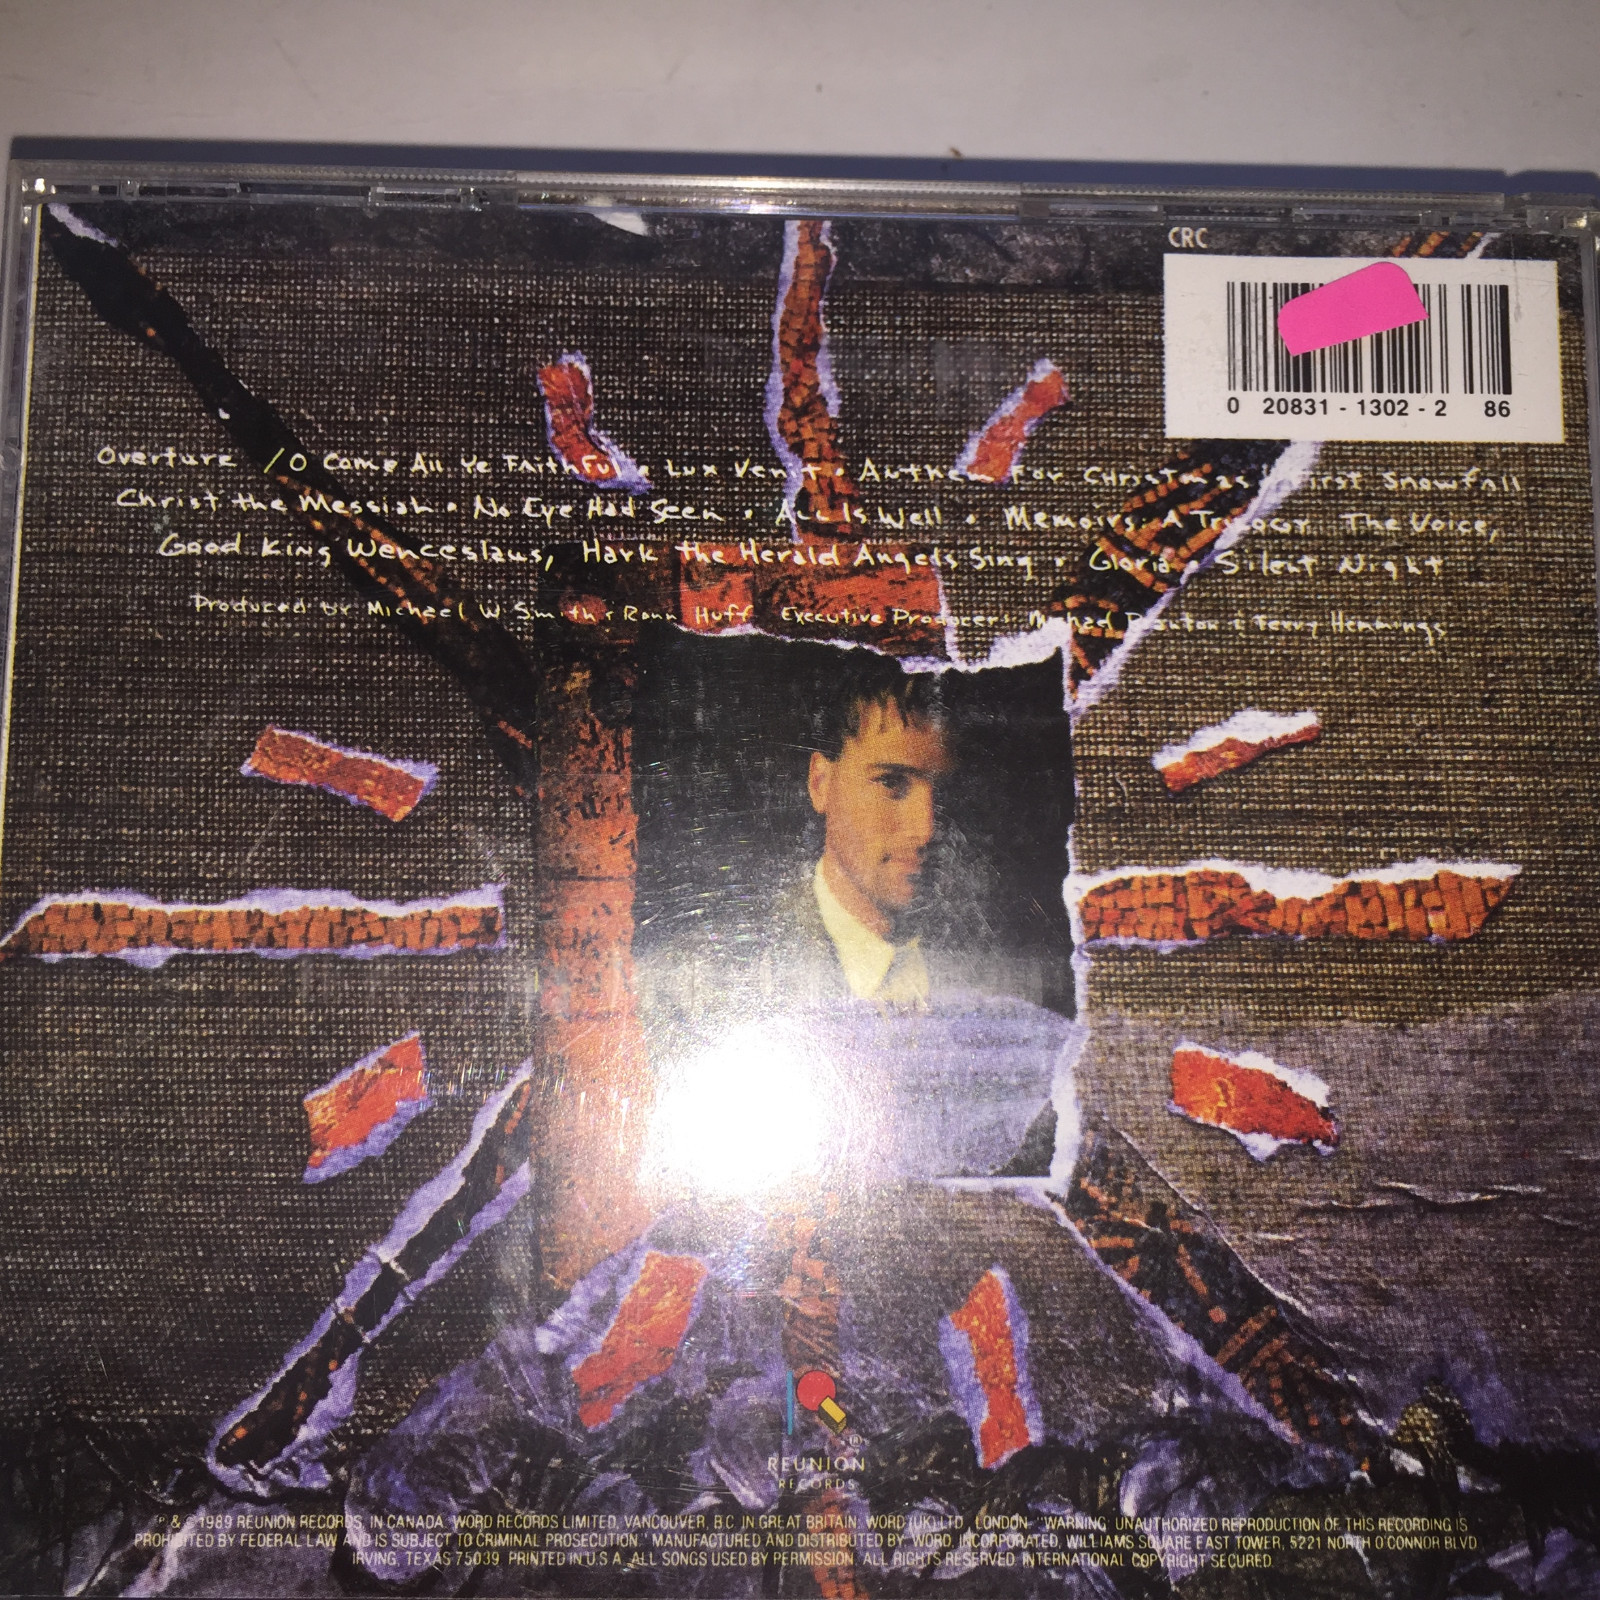 CRC
0 20831 - 1302 - 2 86
Overture / O Come All Ye Faithful • Lux Venit • Anthem For Christmas • First Snowfall
Christ the Messiah • No Eye Had Seen • All Is Well • Memoirs: A Trilogy: The Voice,
Good King Wenceslaus, Hark the Herald Angels Sing • Gloria • Silent Night
Produced by Michael W. Smith & Ronn Huff Executive Producers: Michael Blanton & Terry Hemmings
®
REUNION
RECORDS
℗ & © 1989 REUNION RECORDS, IN CANADA, WORD RECORDS LIMITED, VANCOUVER, B.C. IN GREAT BRITAIN; WORD (UK) LTD., LONDON. "WARNING: UNAUTHORIZED REPRODUCTION OF THIS RECORDING IS
PROHIBITED BY FEDERAL LAW AND IS SUBJECT TO CRIMINAL PROSECUTION." MANUFACTURED AND DISTRIBUTED BY, WORD, INCORPORATED, WILLIAMS SQUARE EAST TOWER, 5221 NORTH O'CONNOR BLVD
IRVING, TEXAS 75039 PRINTED IN U.S.A. ALL SONGS USED BY PERMISSION. ALL RIGHTS RESERVED. INTERNATIONAL COPYRIGHT SECURED.